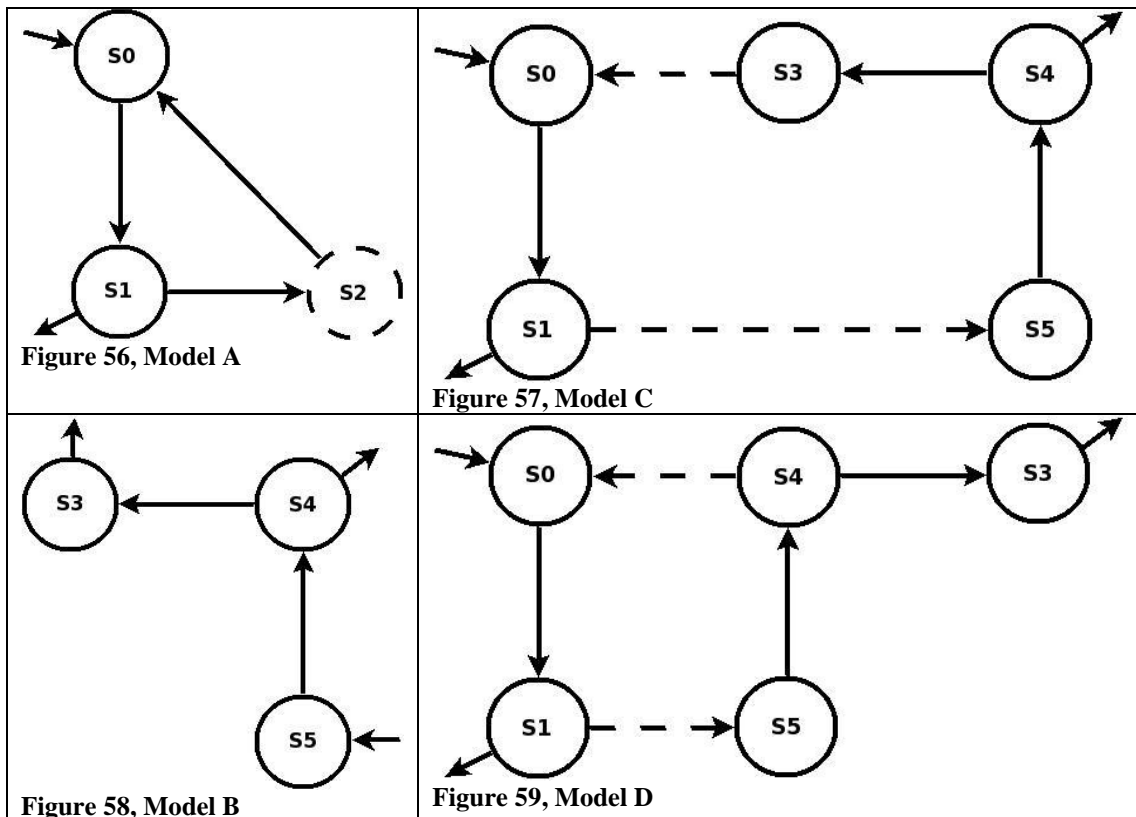 S0
S1
S2
Figure 56, Model A
S0
S3
S4
S1
S5
Figure 57, Model C
S3
S4
S5
Figure 58, Model B
S0
S4
S3
S1
S5
Figure 59, Model D